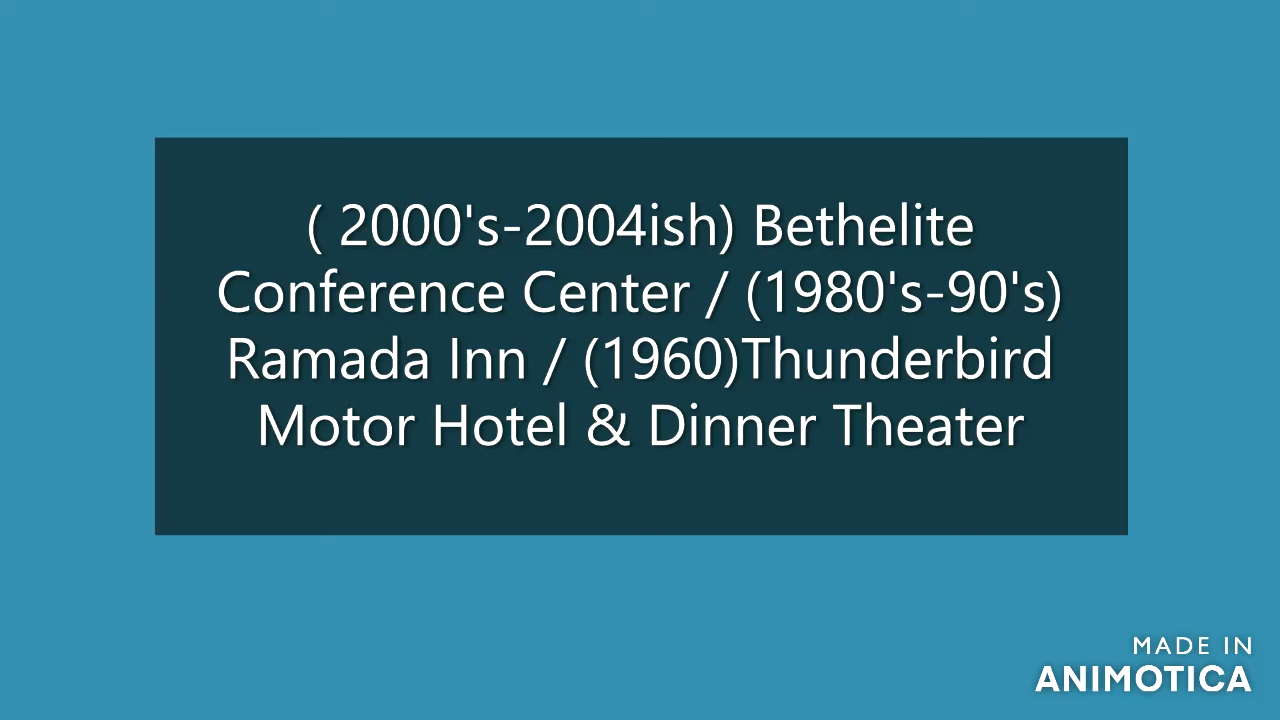 ( 2000's-2004ish) Bethelite
Conference Center / (1980's-90's)
Ramada Inn / (1960)Thunderbird
Motor Hotel & Dinner Theater
MADE IN
ANIMOTICA